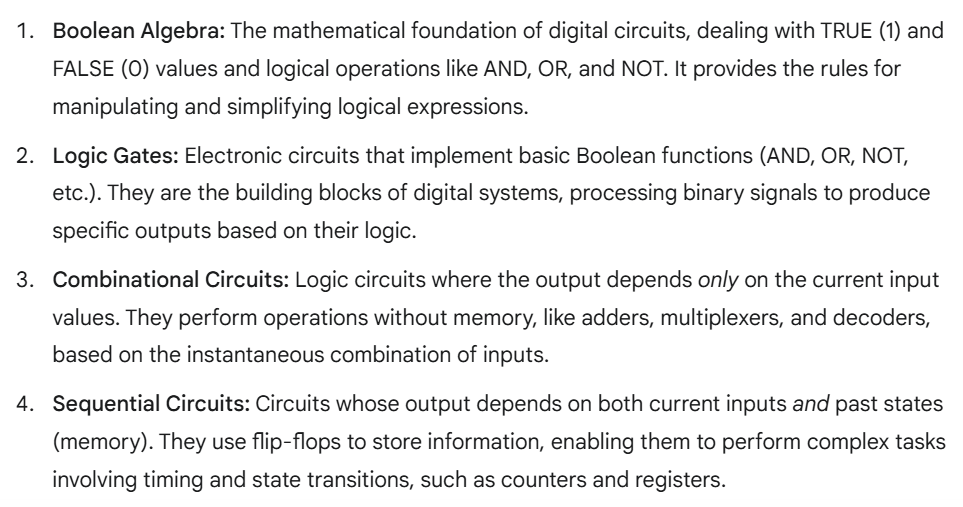 1. Boolean Algebra: The mathematical foundation of digital circuits, dealing with TRUE (1) and
FALSE (0) values and logical operations like AND, OR, and NOT. It provides the rules for
manipulating and simplifying logical expressions.
2. Logic Gates: Electronic circuits that implement basic Boolean functions (AND, OR, NOT,
etc.). They are the building blocks of digital systems, processing binary signals to produce
specific outputs based on their logic.
3. Combinational Circuits: Logic circuits where the output depends only on the current input
values. They perform operations without memory, like adders, multiplexers, and decoders,
based on the instantaneous combination of inputs.
4. Sequential Circuits: Circuits whose output depends on both current inputs and past states
(memory). They use flip-flops to store information, enabling them to perform complex tasks
involving timing and state transitions, such as counters and registers.